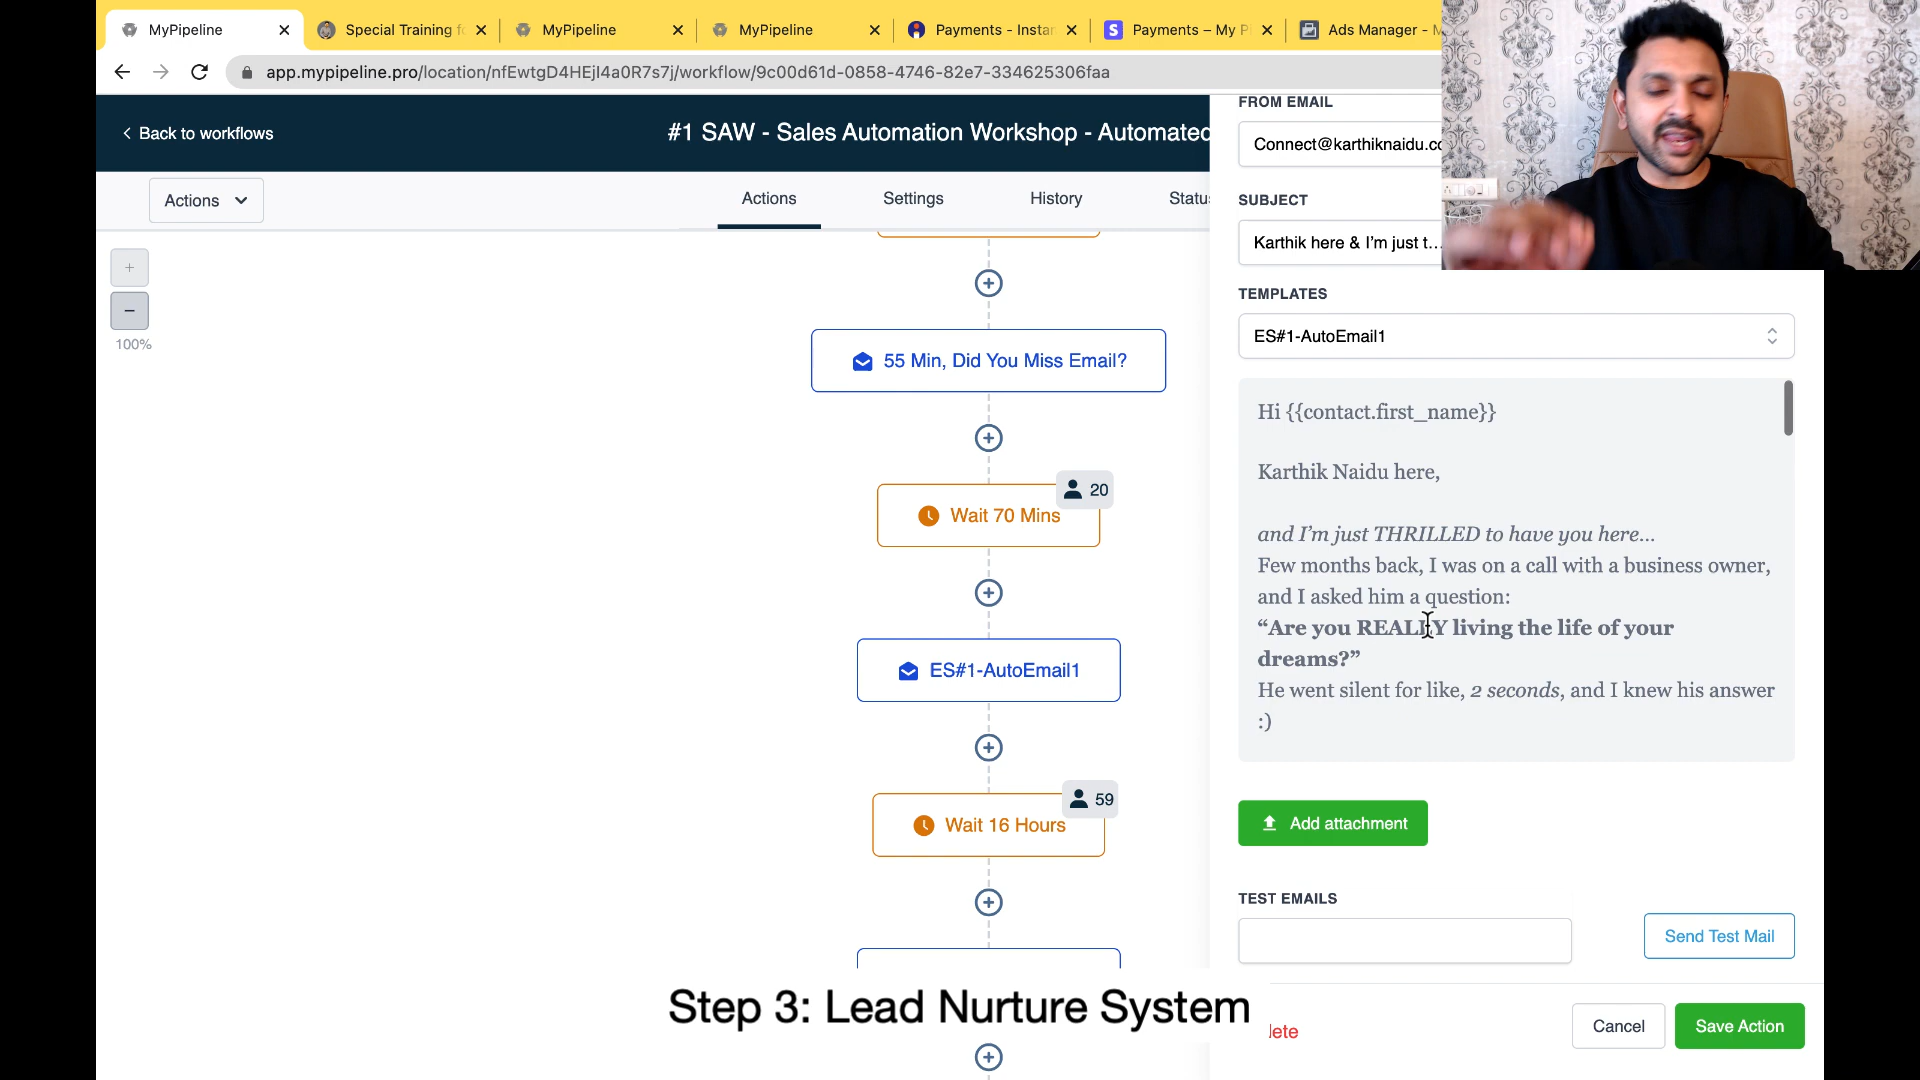 MyPipeline
Special Training fo
MyPipeline
MyPipeline
Payments - Instan
Payments – My P
Ads Manager - M
app.mypipeline.pro/location/nfEwtgD4HEjI4a0R7s7j/workflow/9c00d61d-0858-4746-82e7-334625306faa
Back to workflows
#1 SAW - Sales Automation Workshop - Automated
Actions
Actions
Settings
History
Statu
100%
55 Min, Did You Miss Email?
20
Wait 70 Mins
ES#1-AutoEmail1
59
Wait 16 Hours
FROM EMAIL
Connect@karthiknaidu.co
SUBJECT
Karthik here & I’m just t...
TEMPLATES
ES#1-AutoEmail1
Hi {{contact.first_name}}
Karthik Naidu here,
and I’m just THRILLED to have you here...
Few months back, I was on a call with a business owner,
and I asked him a question:
“Are you REALLY living the life of your
dreams?”
He went silent for like, 2 seconds, and I knew his answer
:)
Add attachment
TEST EMAILS
Send Test Mail
lete
Cancel
Save Action
Step 3: Lead Nurture System